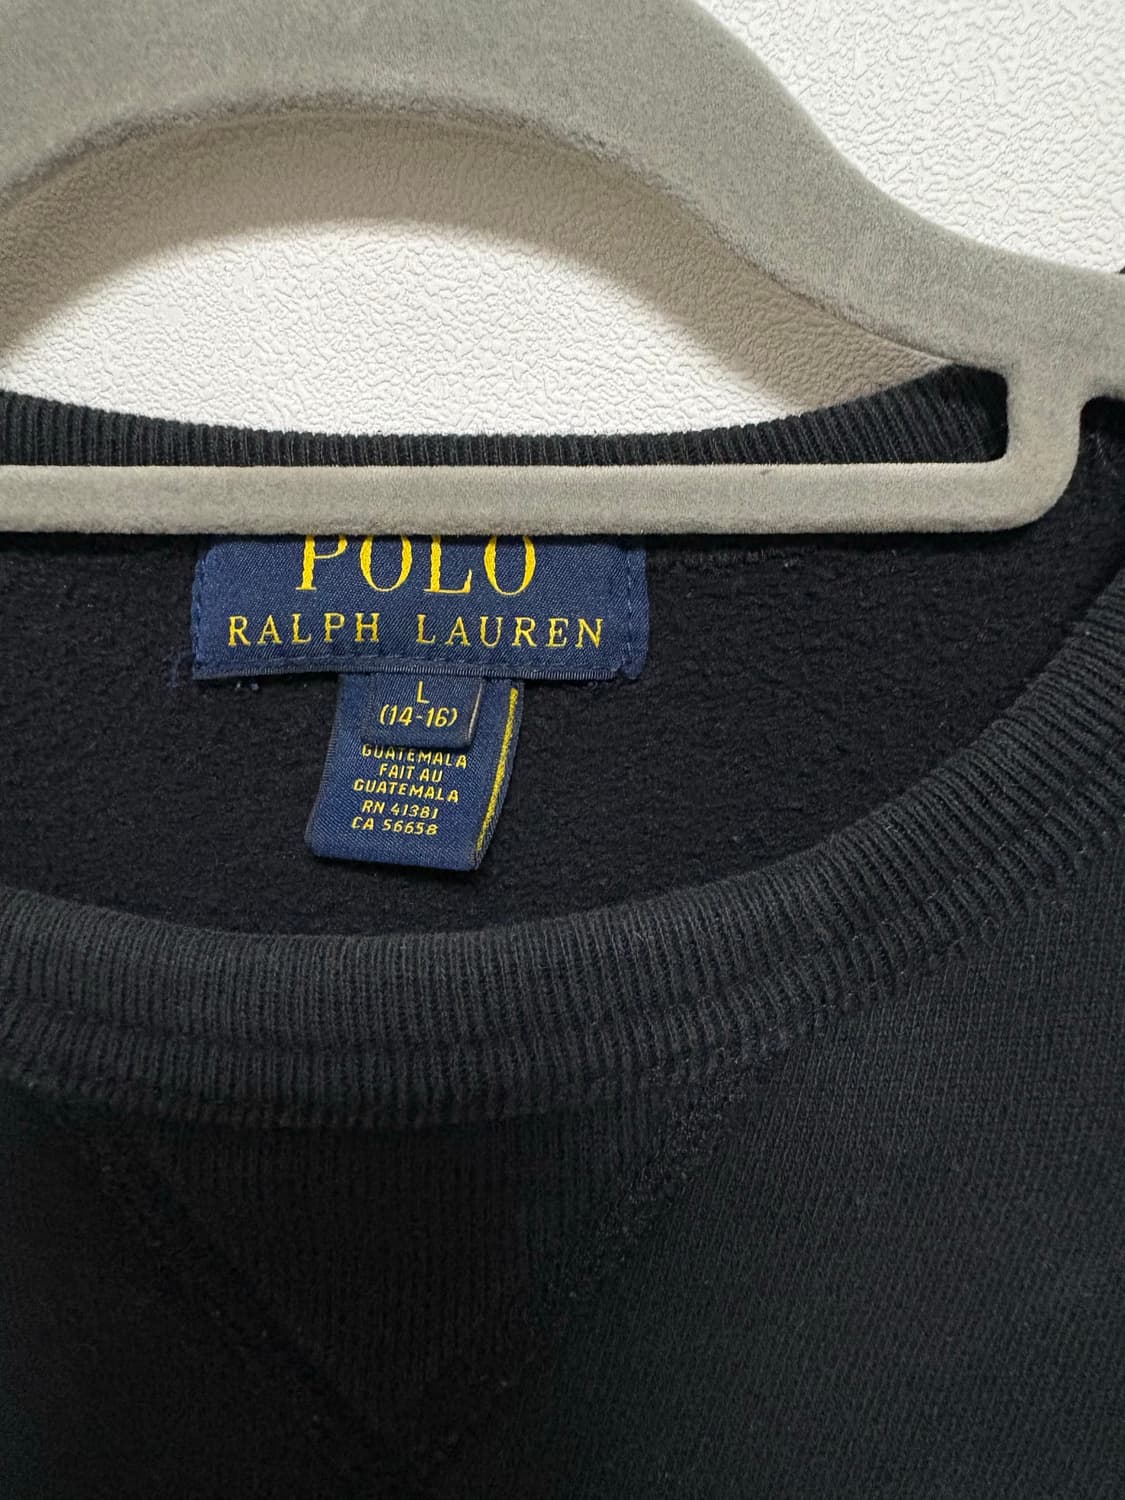 POLO
RALPH LAUREN
L
(14-16)
GUATEMALA
FAIT AU
GUATEMALA
RN 41381
CA 56658